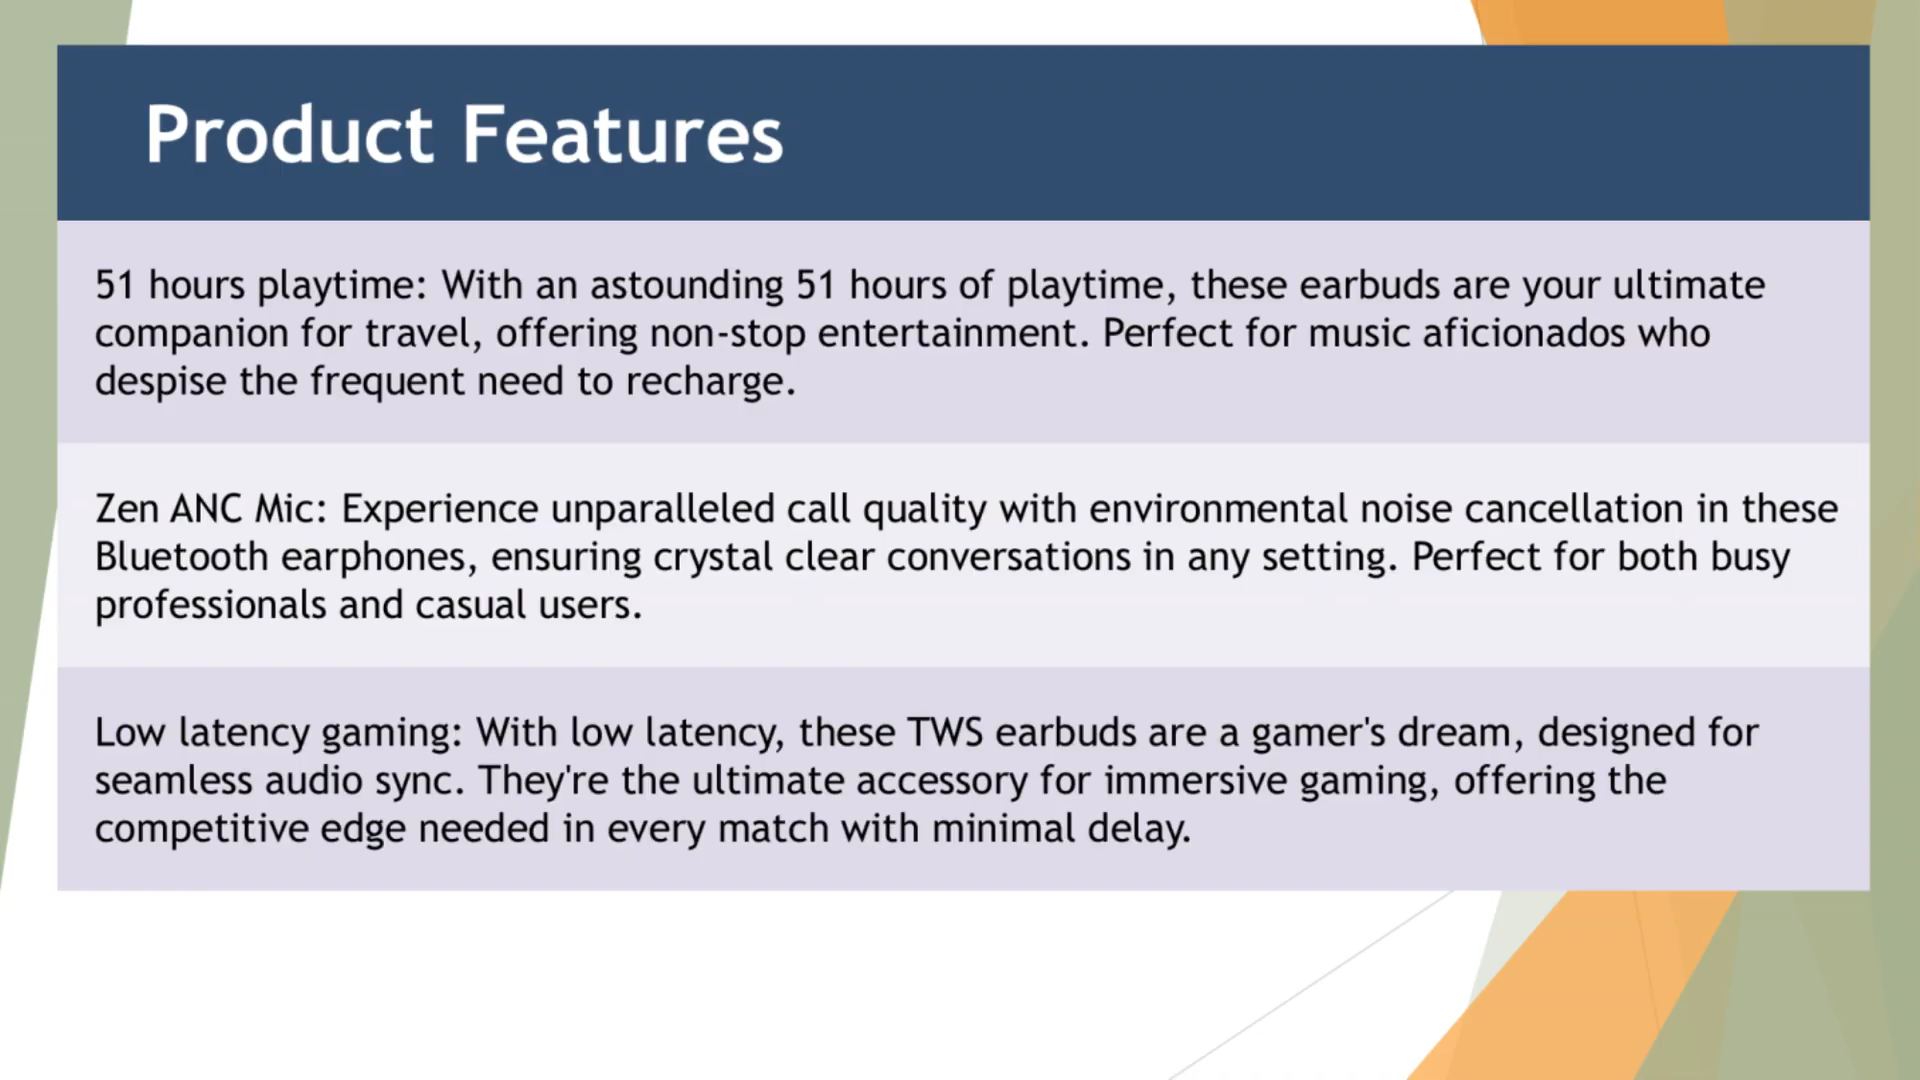 Product Features
51 hours playtime: With an astounding 51 hours of playtime, these earbuds are your ultimate
companion for travel, offering non-stop entertainment. Perfect for music aficionados who
despise the frequent need to recharge.
Zen ANC Mic: Experience unparalleled call quality with environmental noise cancellation in these
Bluetooth earphones, ensuring crystal clear conversations in any setting. Perfect for both busy
professionals and casual users.
Low latency gaming: With low latency, these TWS earbuds are a gamer's dream, designed for
seamless audio sync. They're the ultimate accessory for immersive gaming, offering the
competitive edge needed in every match with minimal delay.